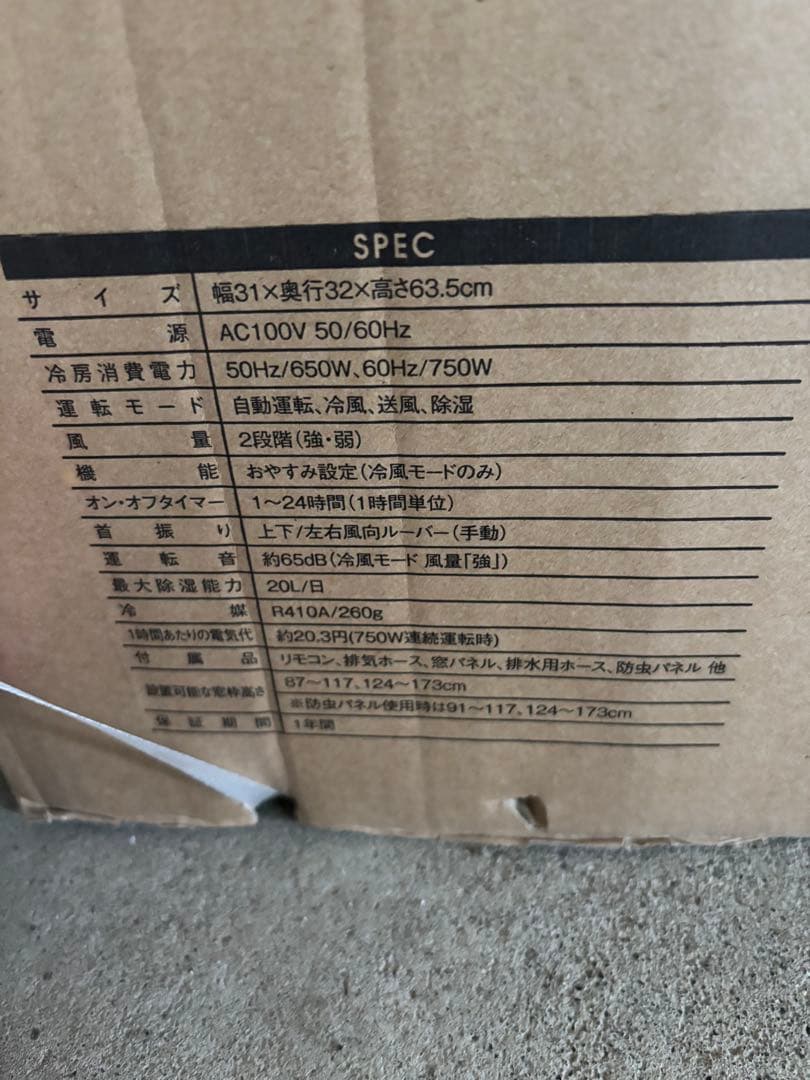 SPEC
サイズ 幅31×奥行32×高さ63.5cm
電源 AC100V 50/60Hz
冷房消費電力 50Hz/650W、60Hz/750W
運転モード 自動運転、冷風、送風、除湿
風量 2段階(強・弱)
機能 おやすみ設定(冷風モードのみ)
オン・オフタイマー 1～24時間(1時間単位)
首振り 上下/左右風向ルーバー(手動)
運転音 約65dB(冷風モード 風量「強」)
最大除湿能力 20L/日
冷媒 R410A/260g
1時間あたりの電気代 約20.3円(750W連続運転時)
付属品 リモコン、排気ホース、窓パネル、排水用ホース、防虫パネル 他
設置可能な窓枠高さ 87～117、124～173cm
※防虫パネル使用時は91～117、124～173cm
保証期間 1年間